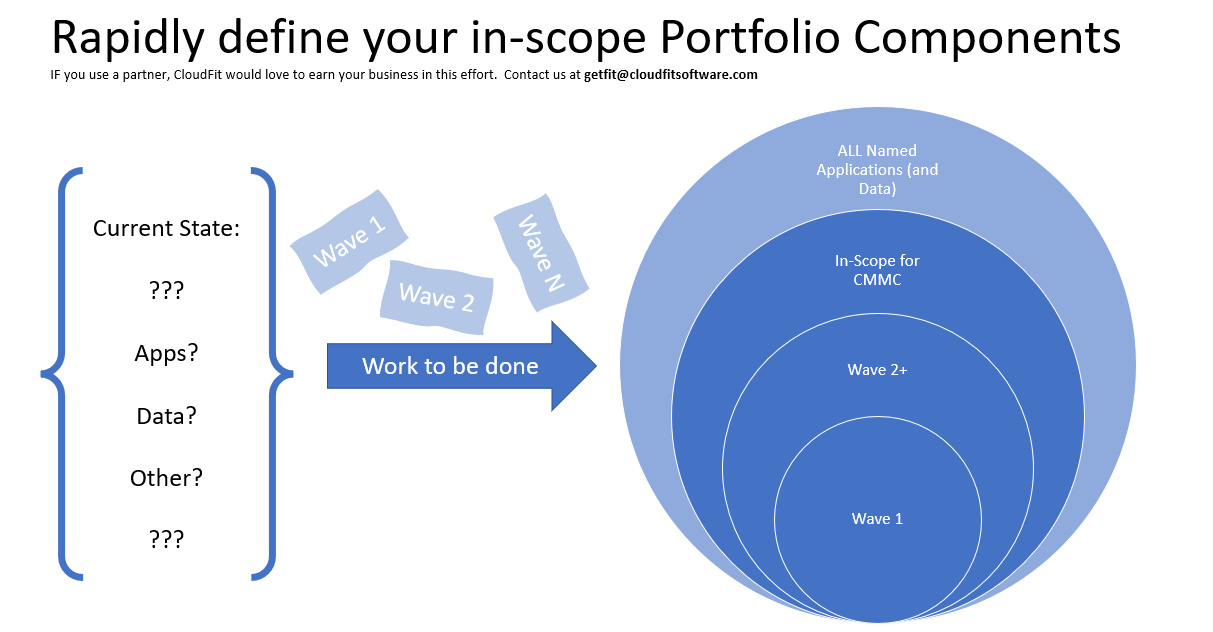 Rapidly define your in-scope Portfolio Components
IF you use a partner, CloudFit would love to earn your business in this effort.  Contact us at getfit@cloudfitsoftware.com
Current State:
???
Apps?
Data?
Other?
???
Wave 1
Wave 2
Wave N
Work to be done
ALL Named
Applications (and
Data)
In-Scope for
CMMC
Wave 2+
Wave 1